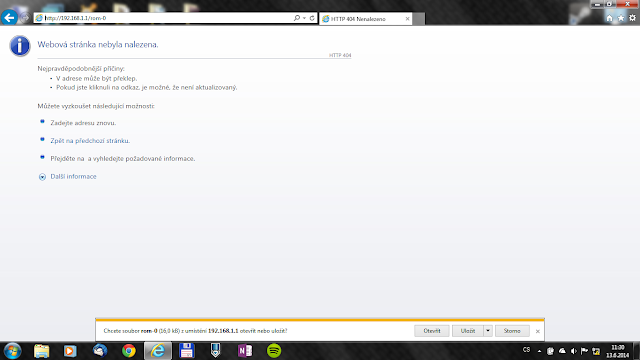 http://192.168.1.1/rom-0
HTTP 404 Nenalezeno
Webová stránka nebyla nalezena.
HTTP 404
Nejpravděpodobnější příčiny:
V adrese může být překlep.
Pokud jste kliknuli na odkaz, je možné, že není aktualizovaný.
Můžete vyzkoušet následující možnosti:
Zadejte adresu znovu.
Zpět na předchozí stránku.
Přejděte na a vyhledejte požadované informace.
Další informace
Chcete soubor rom-0 (16,0 kB) z umístění 192.168.1.1 otevřít nebo uložit?
Otevřít
Uložit
Storno
CS
11:30
13.6.2014